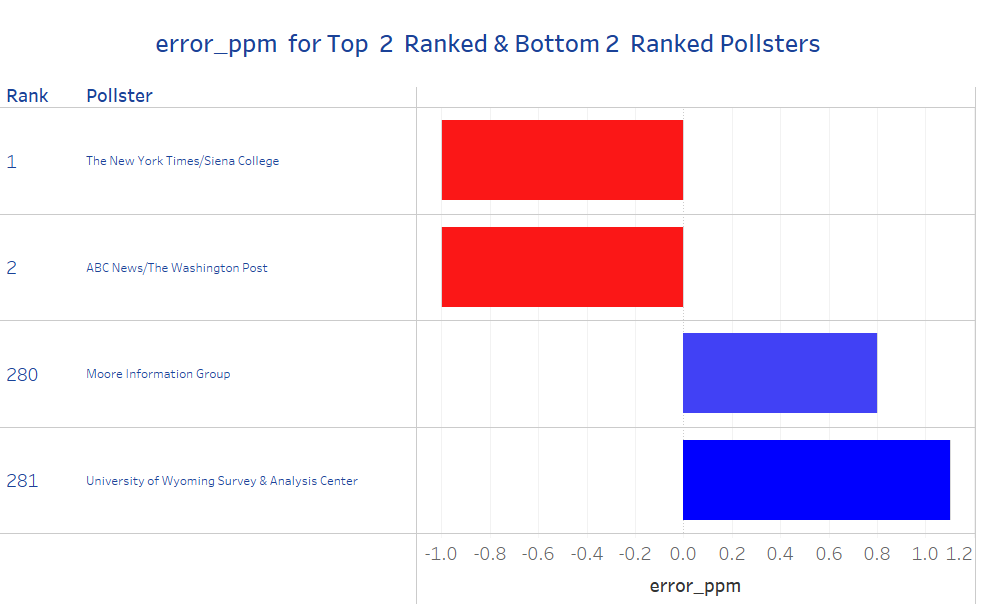 error_ppm for Top 2 Ranked & Bottom 2 Ranked Pollsters
Rank Pollster
1 The New York Times/Siena College
2 ABC News/The Washington Post
280 Moore Information Group
281 University of Wyoming Survey & Analysis Center
-1.0 -0.8 -0.6 -0.4 -0.2 0.0 0.2 0.4 0.6 0.8 1.0 1.2
error_ppm